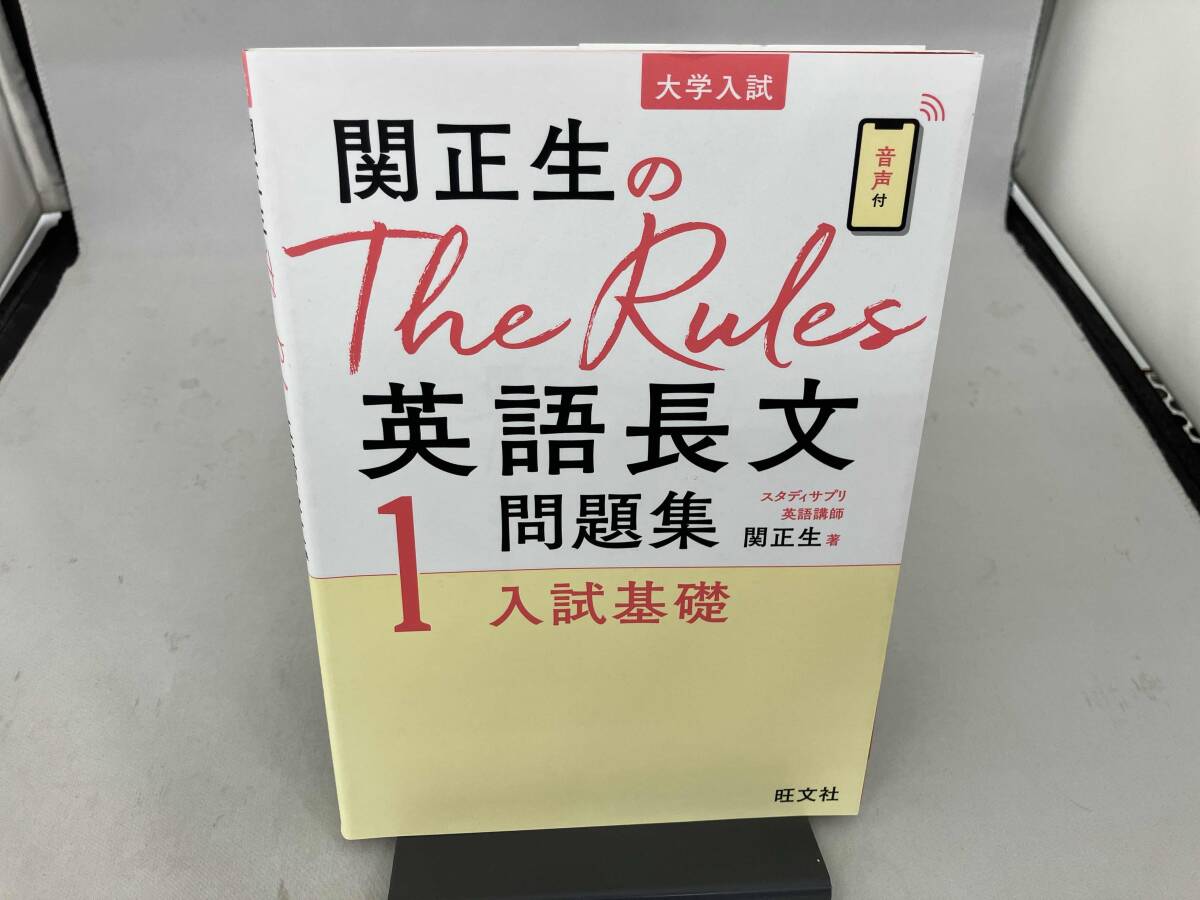 大学入試
関正生の
The Rules
音声付
英語長文
1
問題集
スタディサプリ
英語講師
関正生 著
入試基礎
旺文社